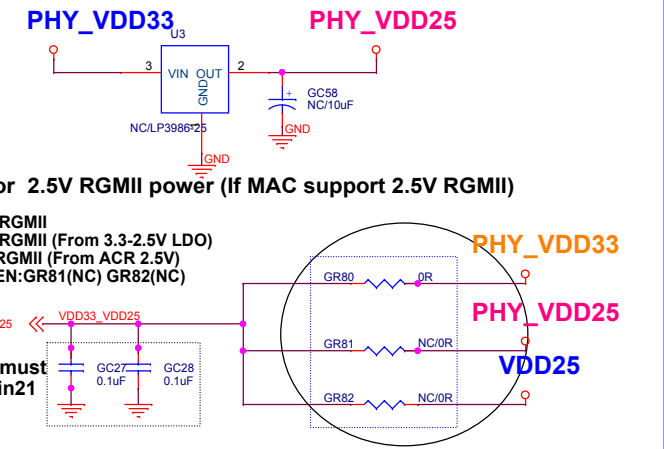 PHY_VDD33 PHY_VDD25
U3
3 VIN OUT 2
GND
GC58
NC/10uF
NC/LP3986-25
GND
GND
2.5V RGMII power (If MAC support 2.5V RGMII)
RGMII
RGMII (From 3.3-2.5V LDO)
RGMII (From ACR 2.5V)
EN:GR81(NC) GR82(NC)
PHY_VDD33
GR80 0R
PHY_VDD25
25 VDD33_VDD25
GR81 NC/0R
VDD25
must
GC27 GC28
0.1uF 0.1uF
in21
GR82 NC/0R